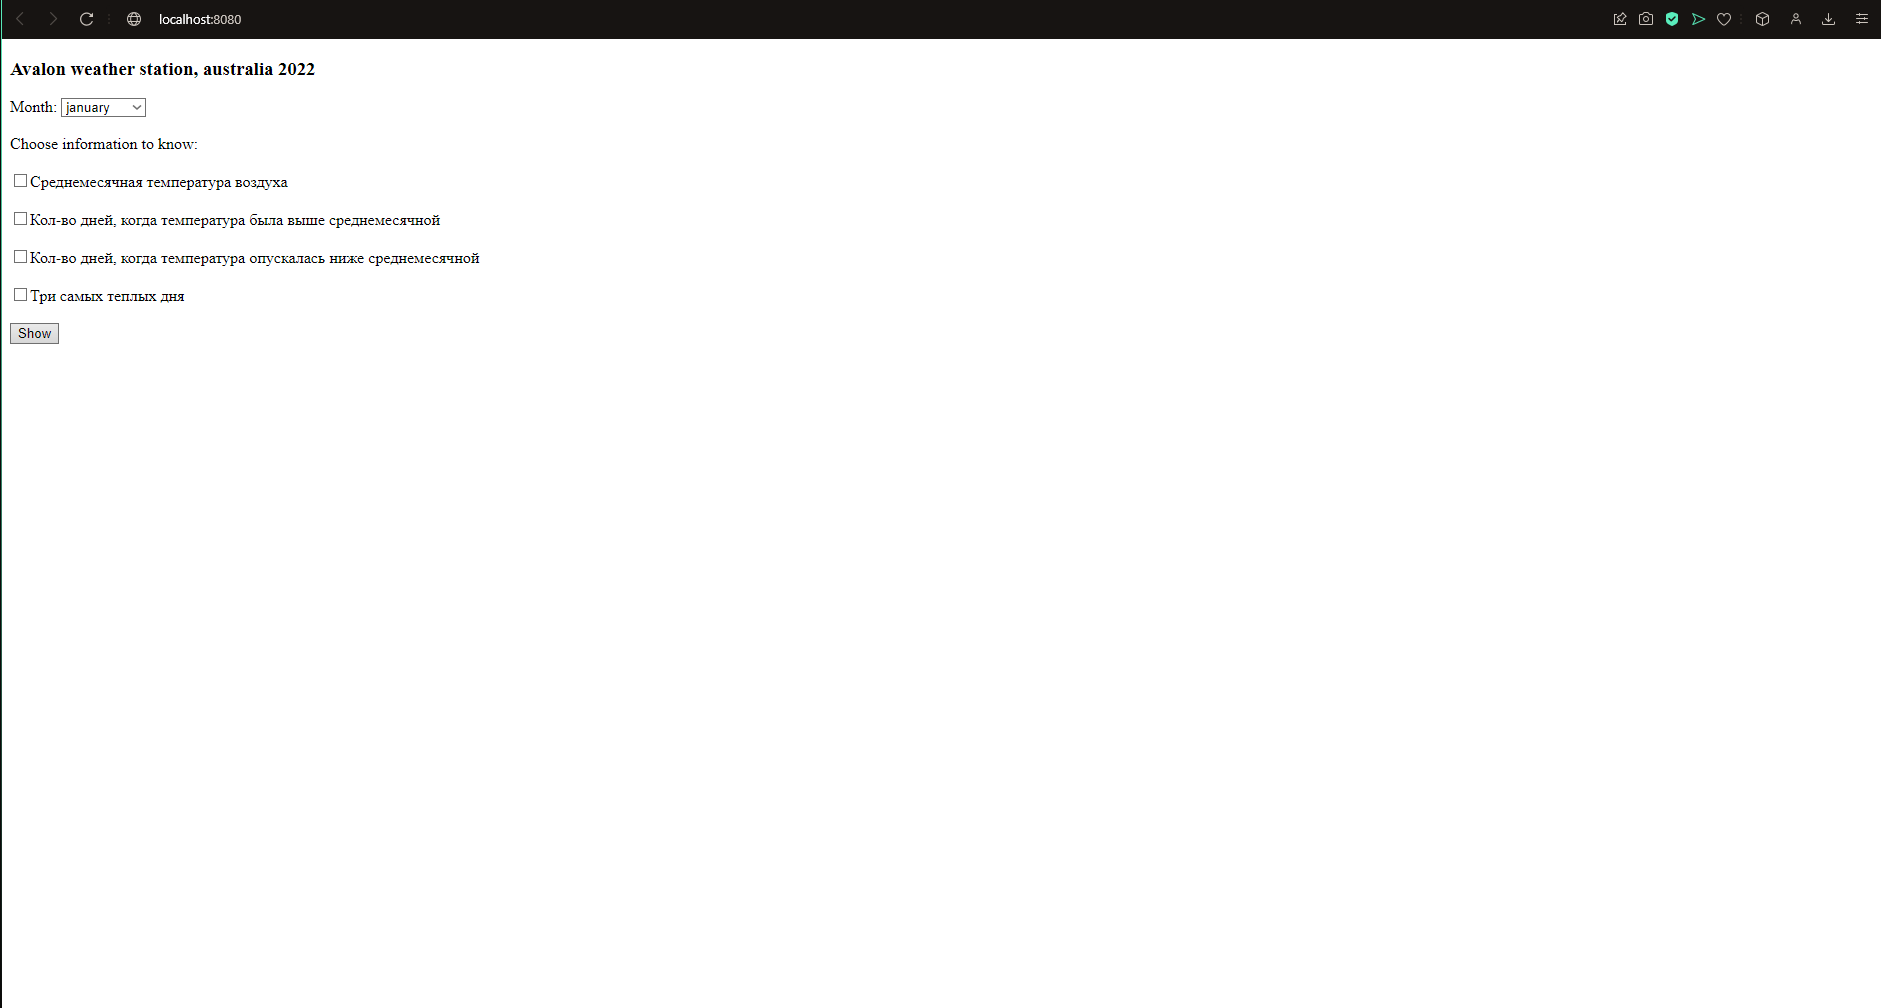 localhost:8080
Avalon weather station, australia 2022
Month: january
Choose information to know:
Среднемесячная температура воздуха
Кол-во дней, когда температура была выше среднемесячной
Кол-во дней, когда температура опускалась ниже среднемесячной
Три самых теплых дня
Show